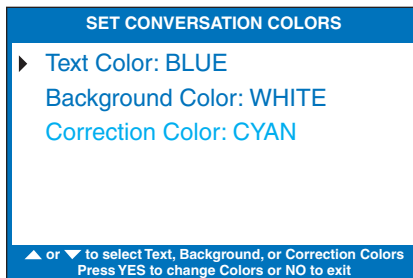 SET CONVERSATION COLORS
Text Color: BLUE
Background Color: WHITE
Correction Color: CYAN
▲ or ▼ to select Text, Background, or Correction Colors
Press YES to change Colors or NO to exit